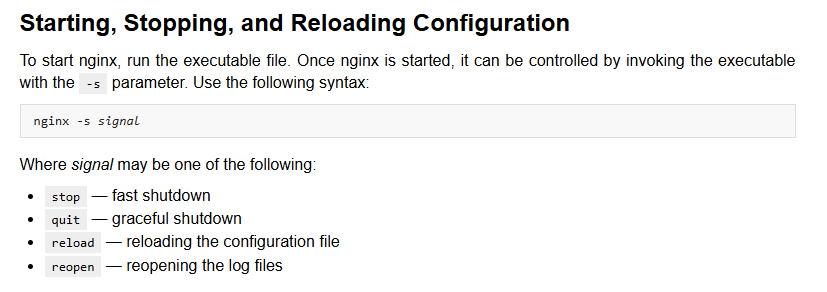 Starting, Stopping, and Reloading Configuration
To start nginx, run the executable file. Once nginx is started, it can be controlled by invoking the executable
with the -s parameter. Use the following syntax:
nginx -s signal
Where signal may be one of the following:
• stop — fast shutdown
• quit — graceful shutdown
• reload — reloading the configuration file
• reopen — reopening the log files